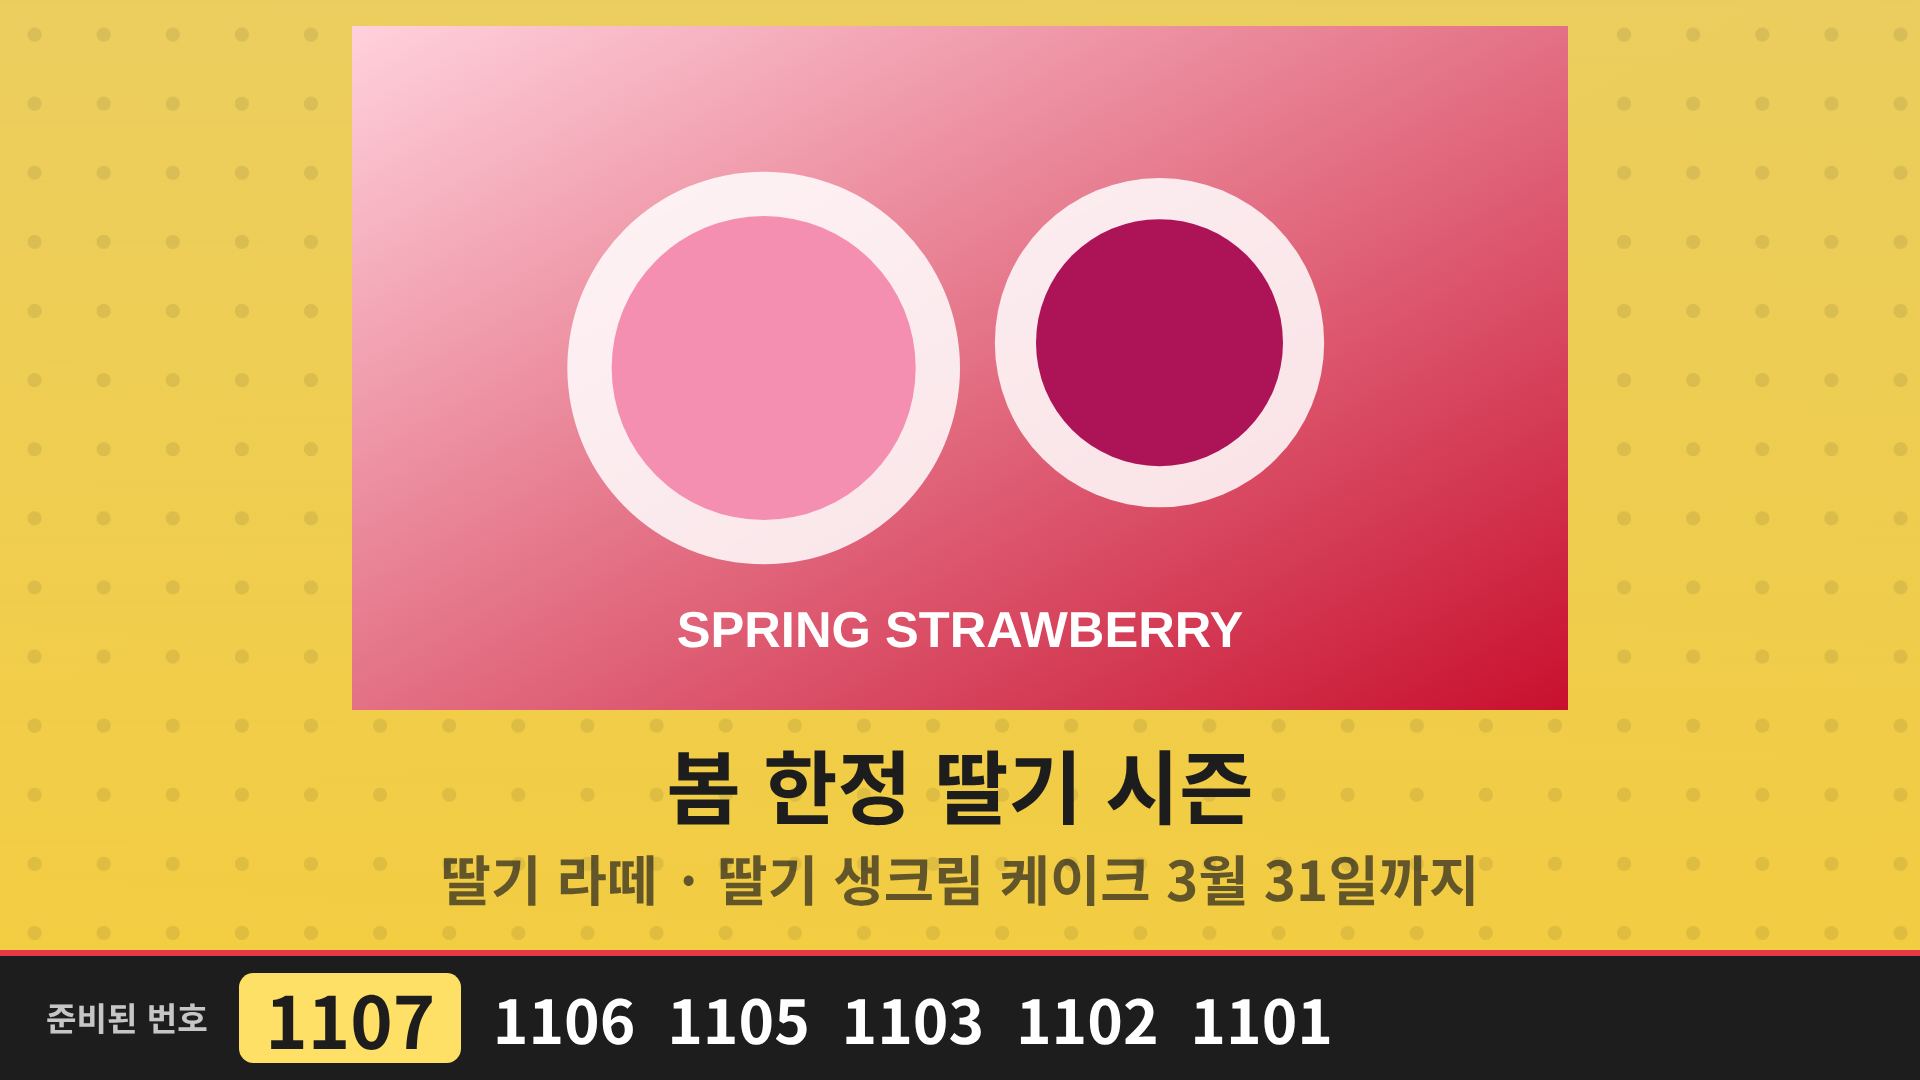 SPRING STRAWBERRY
봄 한정 딸기 시즌
딸기 라떼 · 딸기 생크림 케이크 3월 31일까지
준비된 번호 1107 1106 1105 1103 1102 1101